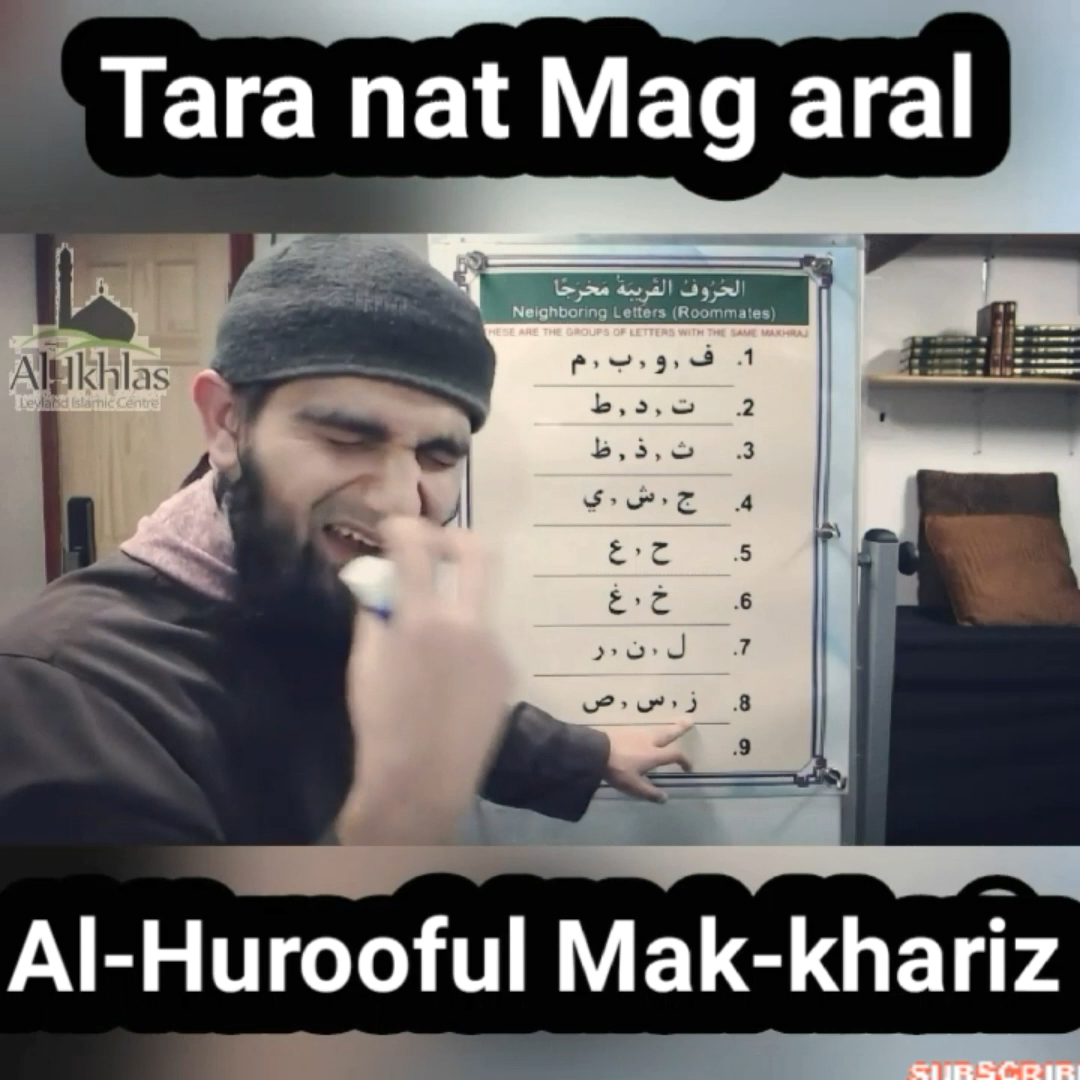 Tara nat Mag aral
الحُرُوفُ القَرِيبَةُ مَخْرَجًا
Neighboring Letters (Roommates)
HESE ARE THE GROUPS OF LETTERS WITH THE SAME MAKHRAJ
1. ف , و , ب , م
2. ت , د , ط
3. ث , ذ , ظ
4. ج , ش , ي
5. ح , ع
6. خ , غ
7. ل , ن , ر
8. ز , س , ص
9.
Al-Ikhlas
Leyland Islamic Centre
Al-Hurooful Mak-khariz
SUBSCRIB